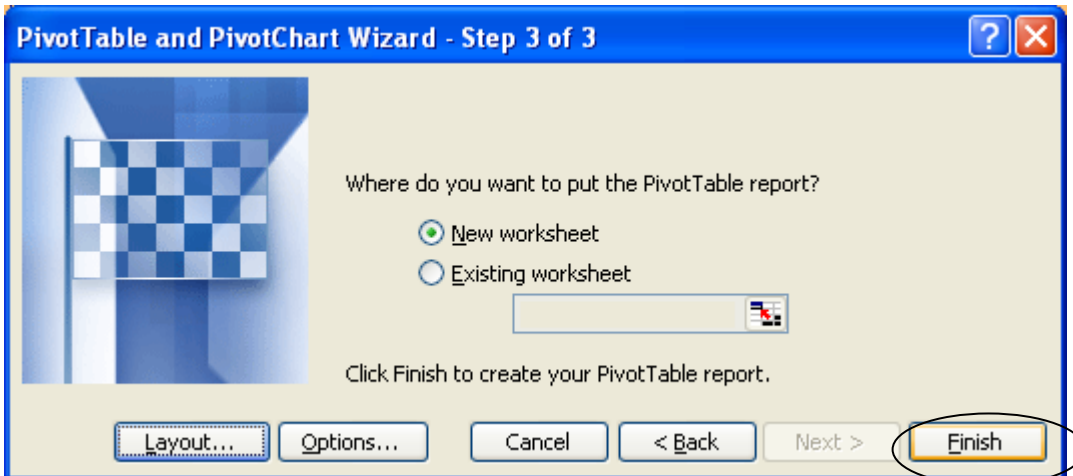 PivotTable and PivotChart Wizard - Step 3 of 3
?
Where do you want to put the PivotTable report?
New worksheet
Existing worksheet
Click Finish to create your PivotTable report.
Layout... Options... Cancel < Back Next > Finish